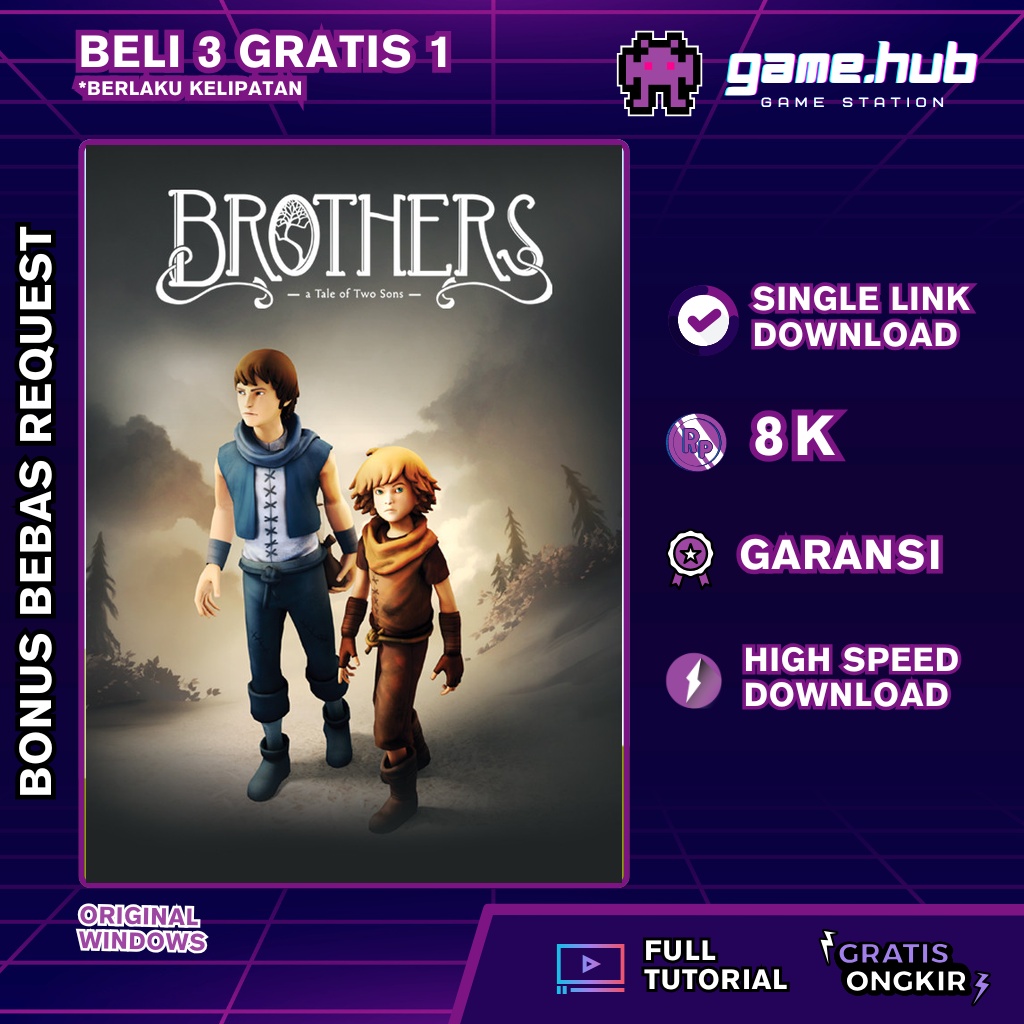 BELI 3 GRATIS 1
*BERLAKU KELIPATAN
game.hub
GAME STATION
BONUS BEBAS REQUEST
BROTHERS
a Tale of Two Sons
SINGLE LINK
DOWNLOAD
Rp
8K
GARANSI
HIGH SPEED
DOWNLOAD
ORIGINAL
WINDOWS
FULL
TUTORIAL
GRATIS
ONGKIR